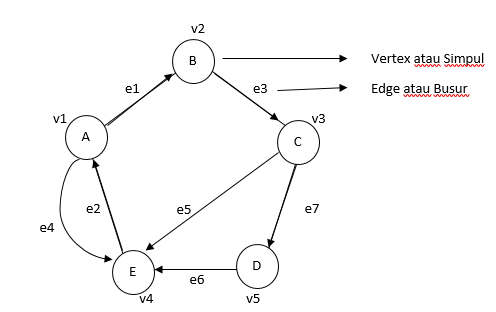 v2
B
Vertex atau Simpul
e1
e3
Edge atau Busur
v1
v3
A
C
e2
e5
e7
e4
E
D
e6
v4
v5